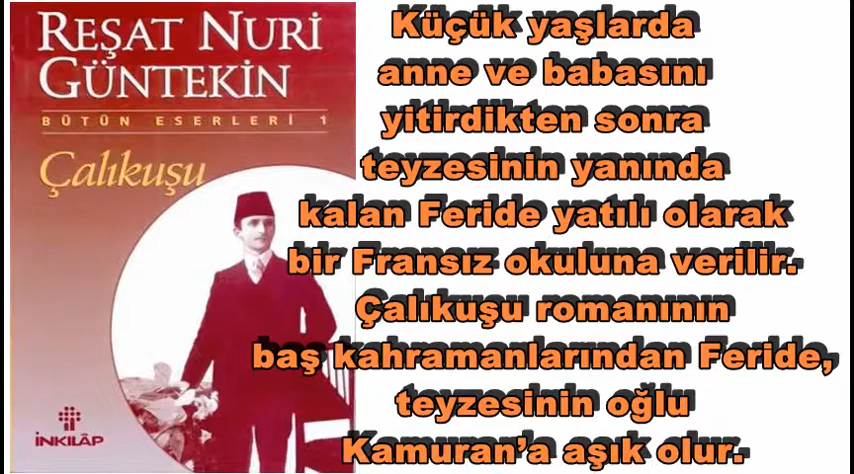 REŞAT NURİ
GÜNTEKİN
BÜTÜN ESERLERİ 1
Çalıkuşu
İNKILÂP
Küçük yaşlarda
anne ve babasını
yitirdikten sonra
teyzesinin yanında
kalan Feride yatılı olarak
bir Fransız okuluna verilir.
Çalıkuşu romanının
baş kahramanlarından Feride,
teyzesinin oğlu
Kamuran’a aşık olur.